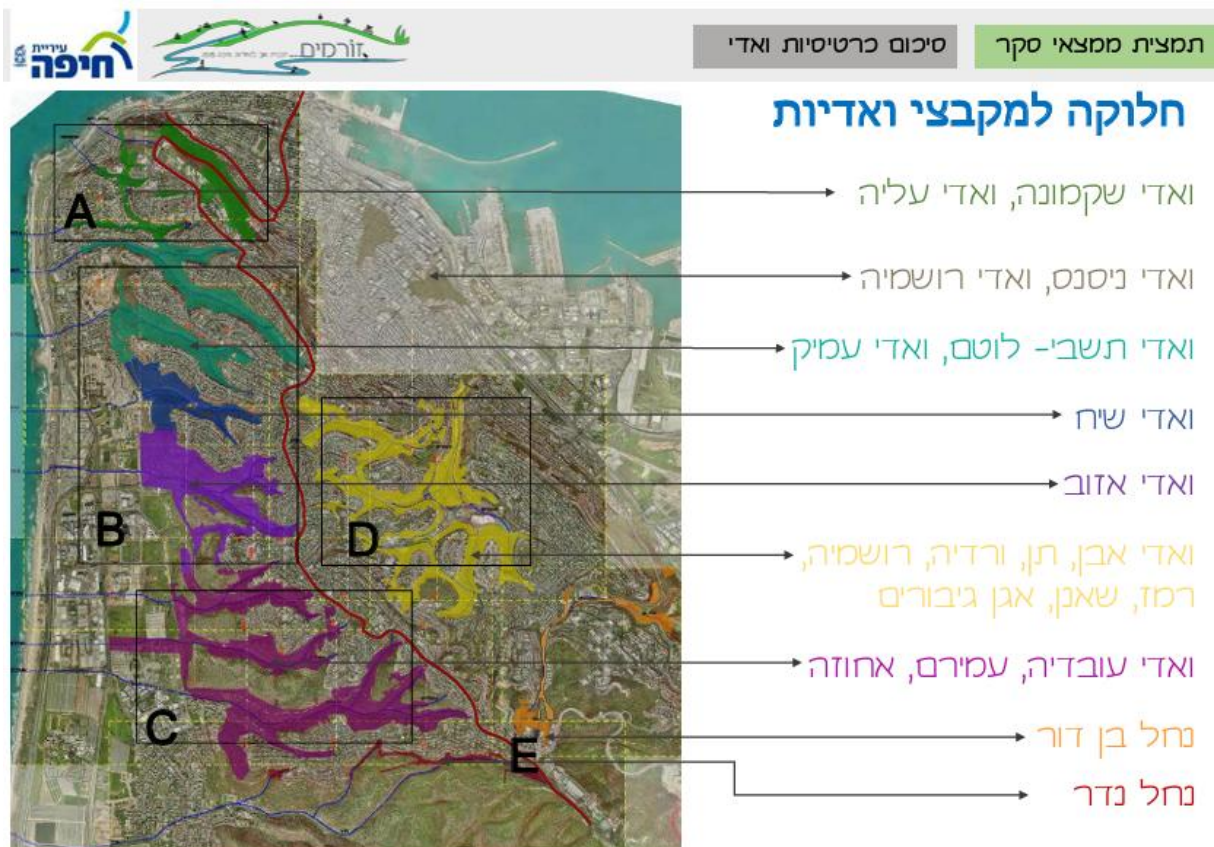 תמצית ממצאי סקר
סיכום כרטיסיות ואדי
זורמים
עיריית
חיפה
חלוקה למקבצי ואדיות
ואדי שקמונה, ואדי עליה
ואדי ניסנס, ואדי רושמיה
ואדי תשבי- לוטם, ואדי עמיק
ואדי שיח
ואדי אזוב
ואדי אבן, תן, ורדיה, רושמיה,
רמז, שאנן, אגן גיבורים
ואדי עובדיה, עמירם, אחוזה
נחל בן דור
נחל נדר
A
B
C
D
E